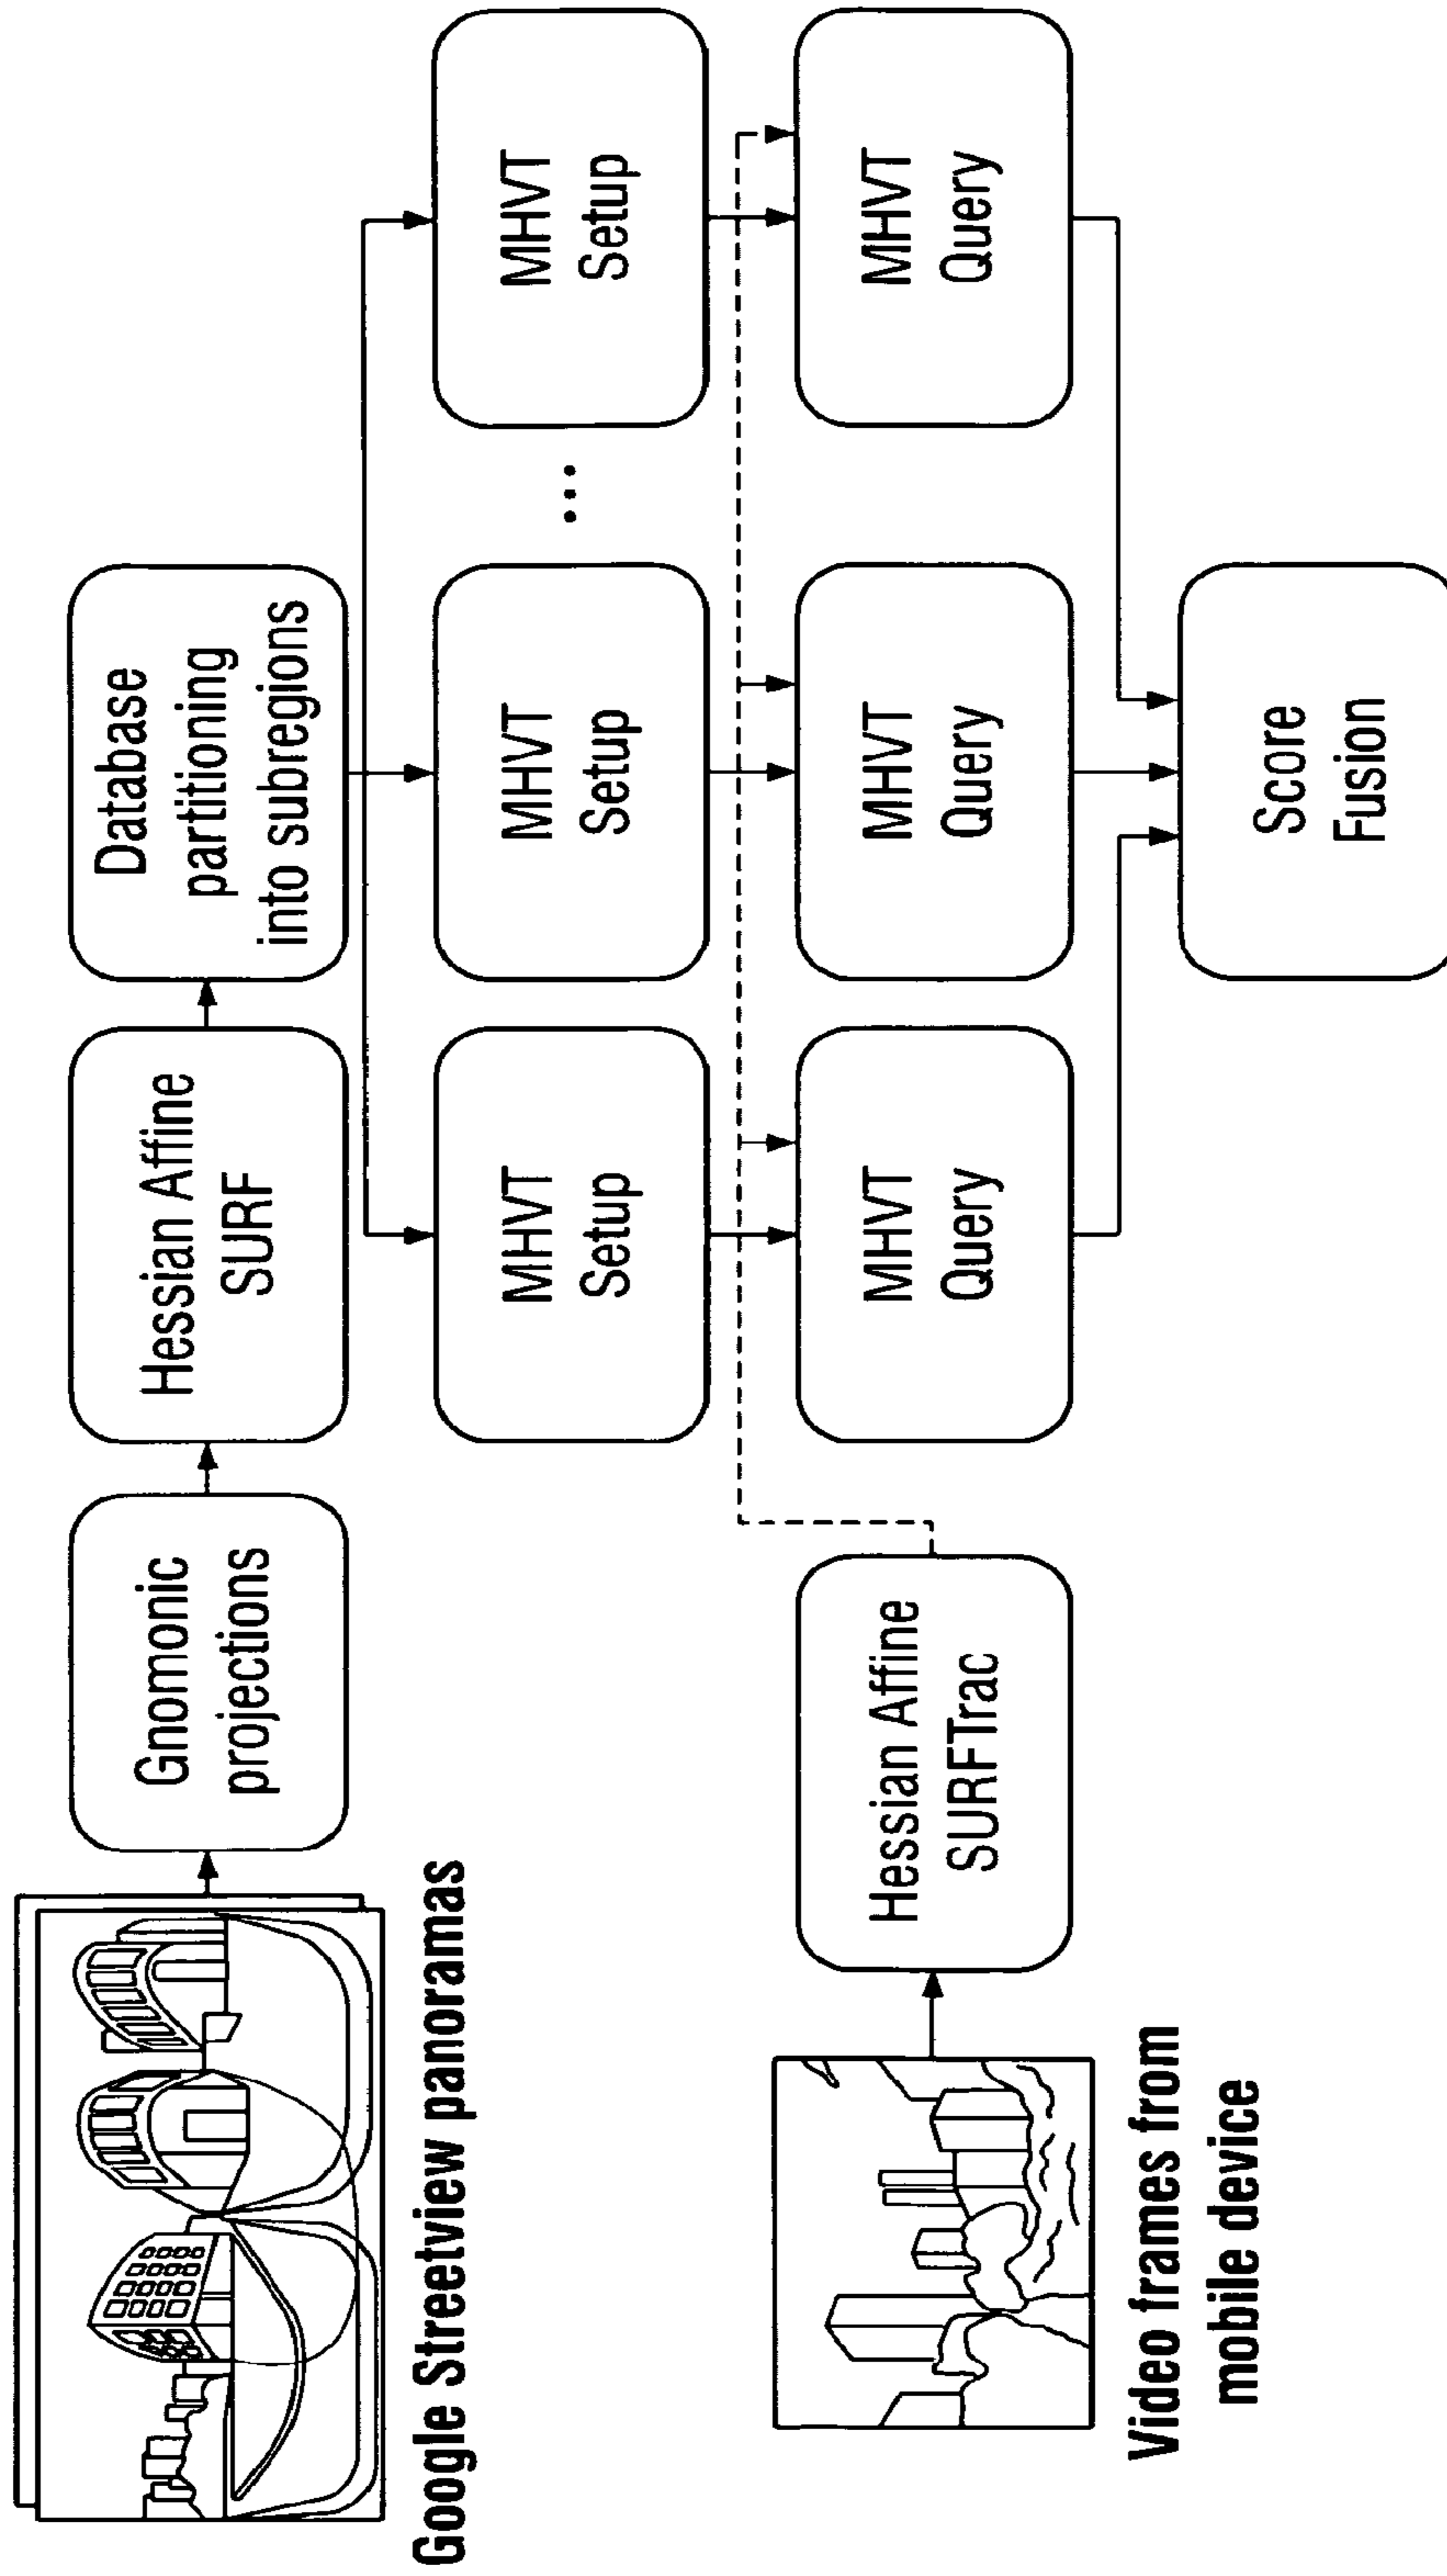 Google Streetview panoramas
Gnomonic
projections
Hessian Affine
SURF
Database
partitioning
into subregions
MHVT
Setup
MHVT
Setup
...
MHVT
Setup
Video frames from
mobile device
Hessian Affine
SURFTrac
MHVT
Query
MHVT
Query
MHVT
Query
Score
Fusion